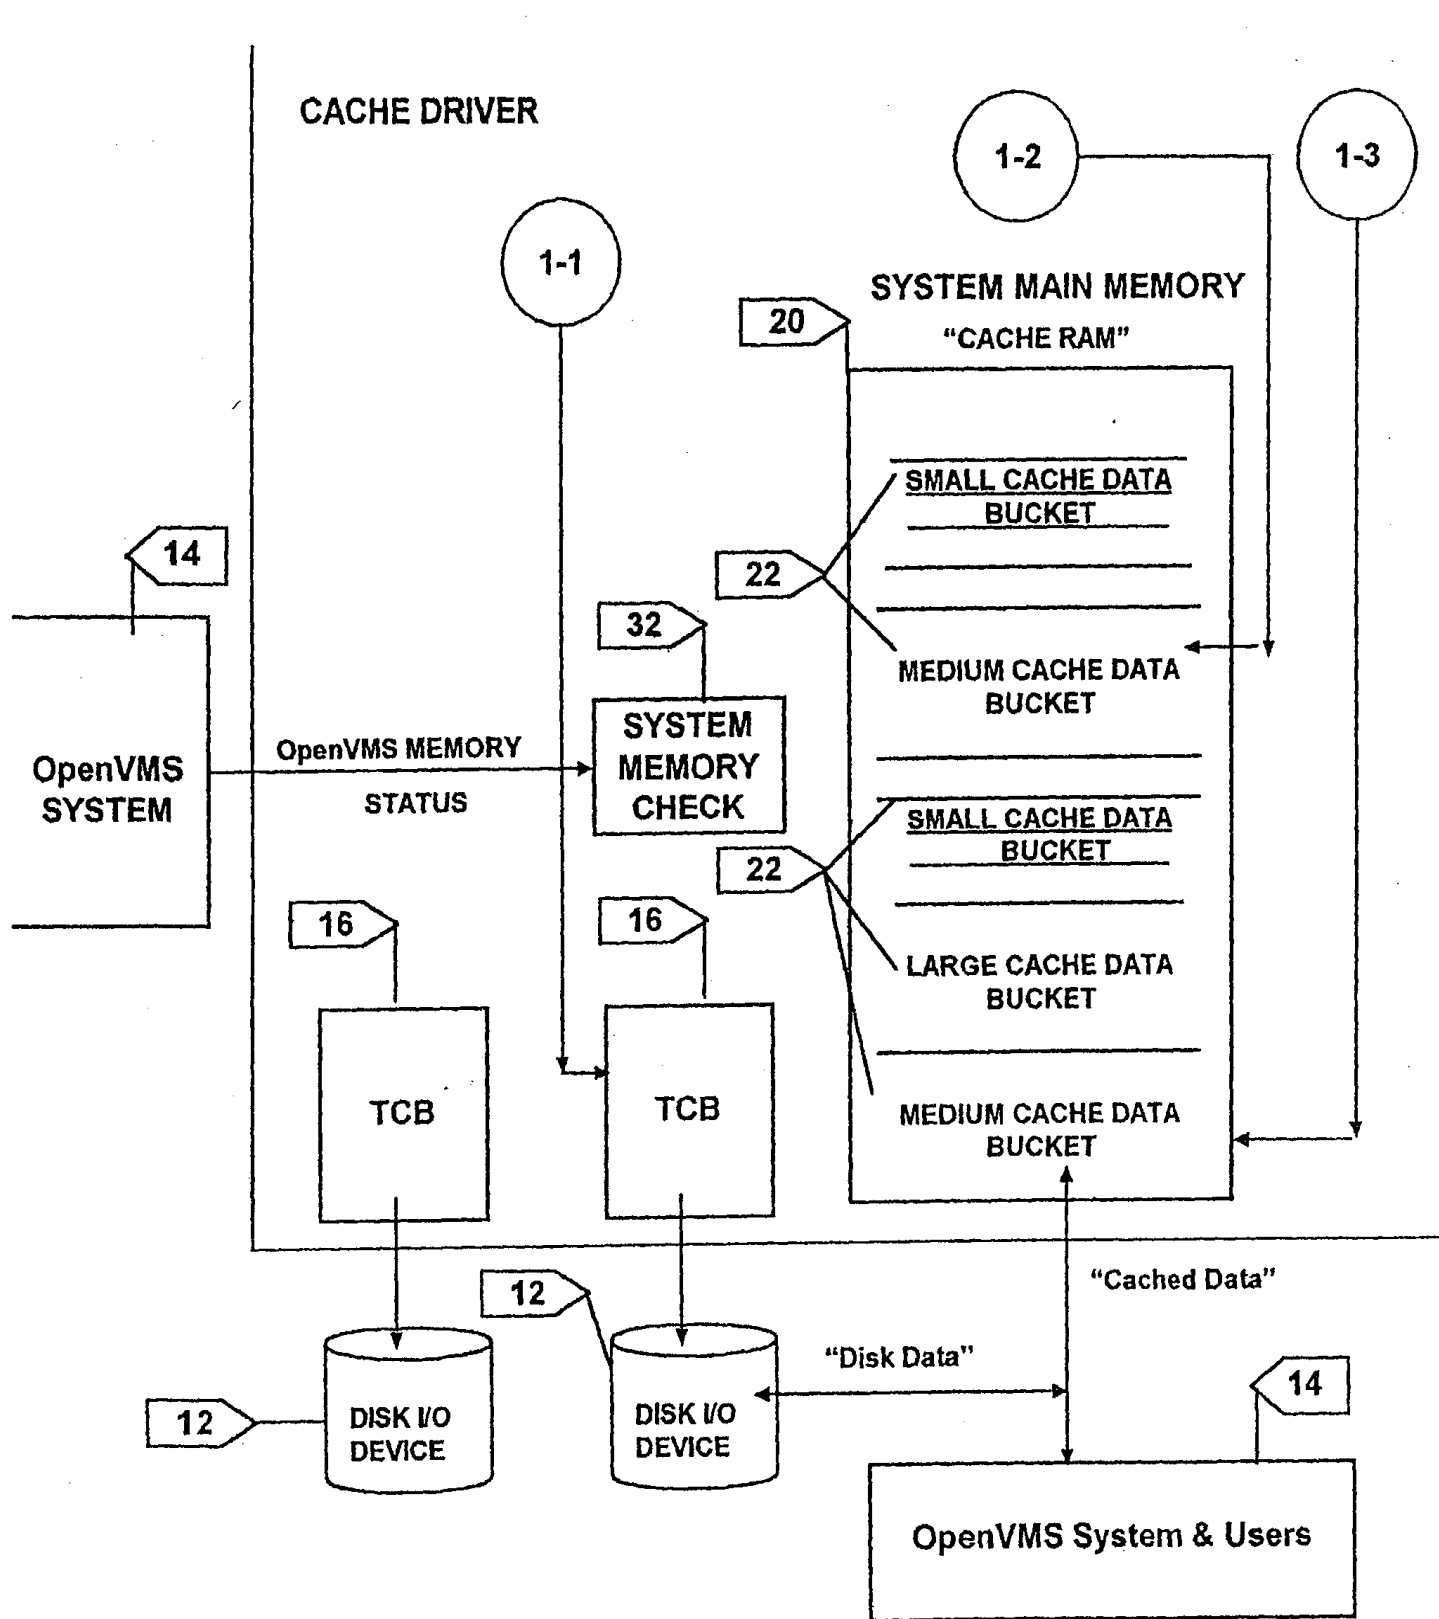 CACHE DRIVER
1-2
1-3
1-1
SYSTEM MAIN MEMORY
20
“CACHE RAM”
SMALL CACHE DATA
BUCKET
14
22
32
MEDIUM CACHE DATA
BUCKET
OpenVMS
SYSTEM
OpenVMS MEMORY
STATUS
SYSTEM
MEMORY
CHECK
SMALL CACHE DATA
BUCKET
22
16
16
LARGE CACHE DATA
BUCKET
TCB
TCB
MEDIUM CACHE DATA
BUCKET
“Cached Data”
12
“Disk Data”
14
12
DISK I/O
DEVICE
DISK I/O
DEVICE
OpenVMS System & Users